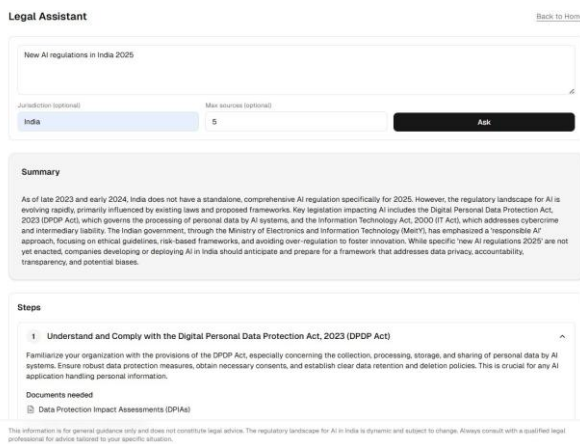 Legal Assistant
Back to Hom
New AI regulations in India 2025
Jurisdiction (optional)
Max sources (optional)
India
5
Ask
Summary
As of late 2023 and early 2024, India does not have a standalone, comprehensive AI regulation specifically for 2025. However, the regulatory landscape for AI is
evolving rapidly, primarily influenced by existing laws and proposed frameworks. Key legislation impacting AI includes the Digital Personal Data Protection Act,
2023 (DPDP Act), which governs the processing of personal data by AI systems, and the Information Technology Act, 2000 (IT Act), which addresses cybercrime
and intermediary liability. The Indian government, through the Ministry of Electronics and Information Technology (MeitY), has emphasized a 'responsible AI'
approach, focusing on ethical guidelines, risk-based frameworks, and avoiding over-regulation to foster innovation. While specific 'new AI regulations 2025' are not
yet enacted, companies developing or deploying AI in India should anticipate and prepare for a framework that addresses data privacy, accountability,
transparency, and potential biases.
Steps
1 Understand and Comply with the Digital Personal Data Protection Act, 2023 (DPDP Act)
Familiarize your organization with the provisions of the DPDP Act, especially concerning the collection, processing, storage, and sharing of personal data by AI
systems. Ensure robust data protection measures, obtain necessary consents, and establish clear data retention and deletion policies. This is crucial for any AI
application handling personal information.
Documents needed
Data Protection Impact Assessments (DPIAs)
This information is for general guidance only and does not constitute legal advice. The regulatory landscape for AI in India is dynamic and subject to change. Always consult with a qualified legal
professional for advice tailored to your specific situation.